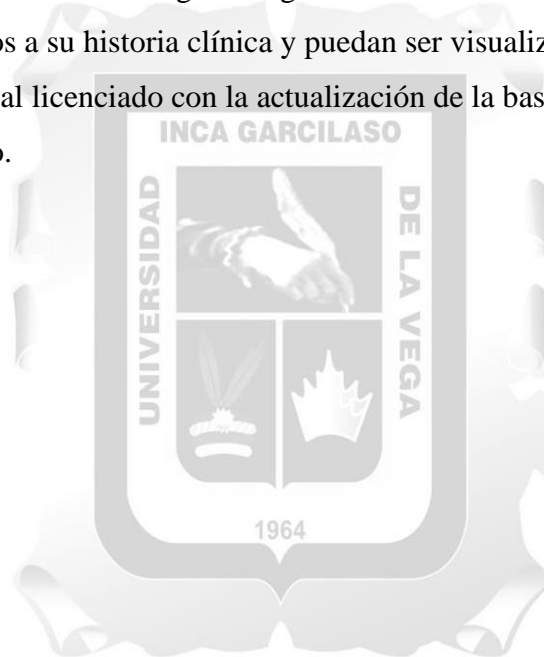 os a su historia clínica y puedan ser visualiz
al licenciado con la actualización de la bas
o.
INCA GARCILASO
UNIVERSIDAD
DE LA VEGA
1964